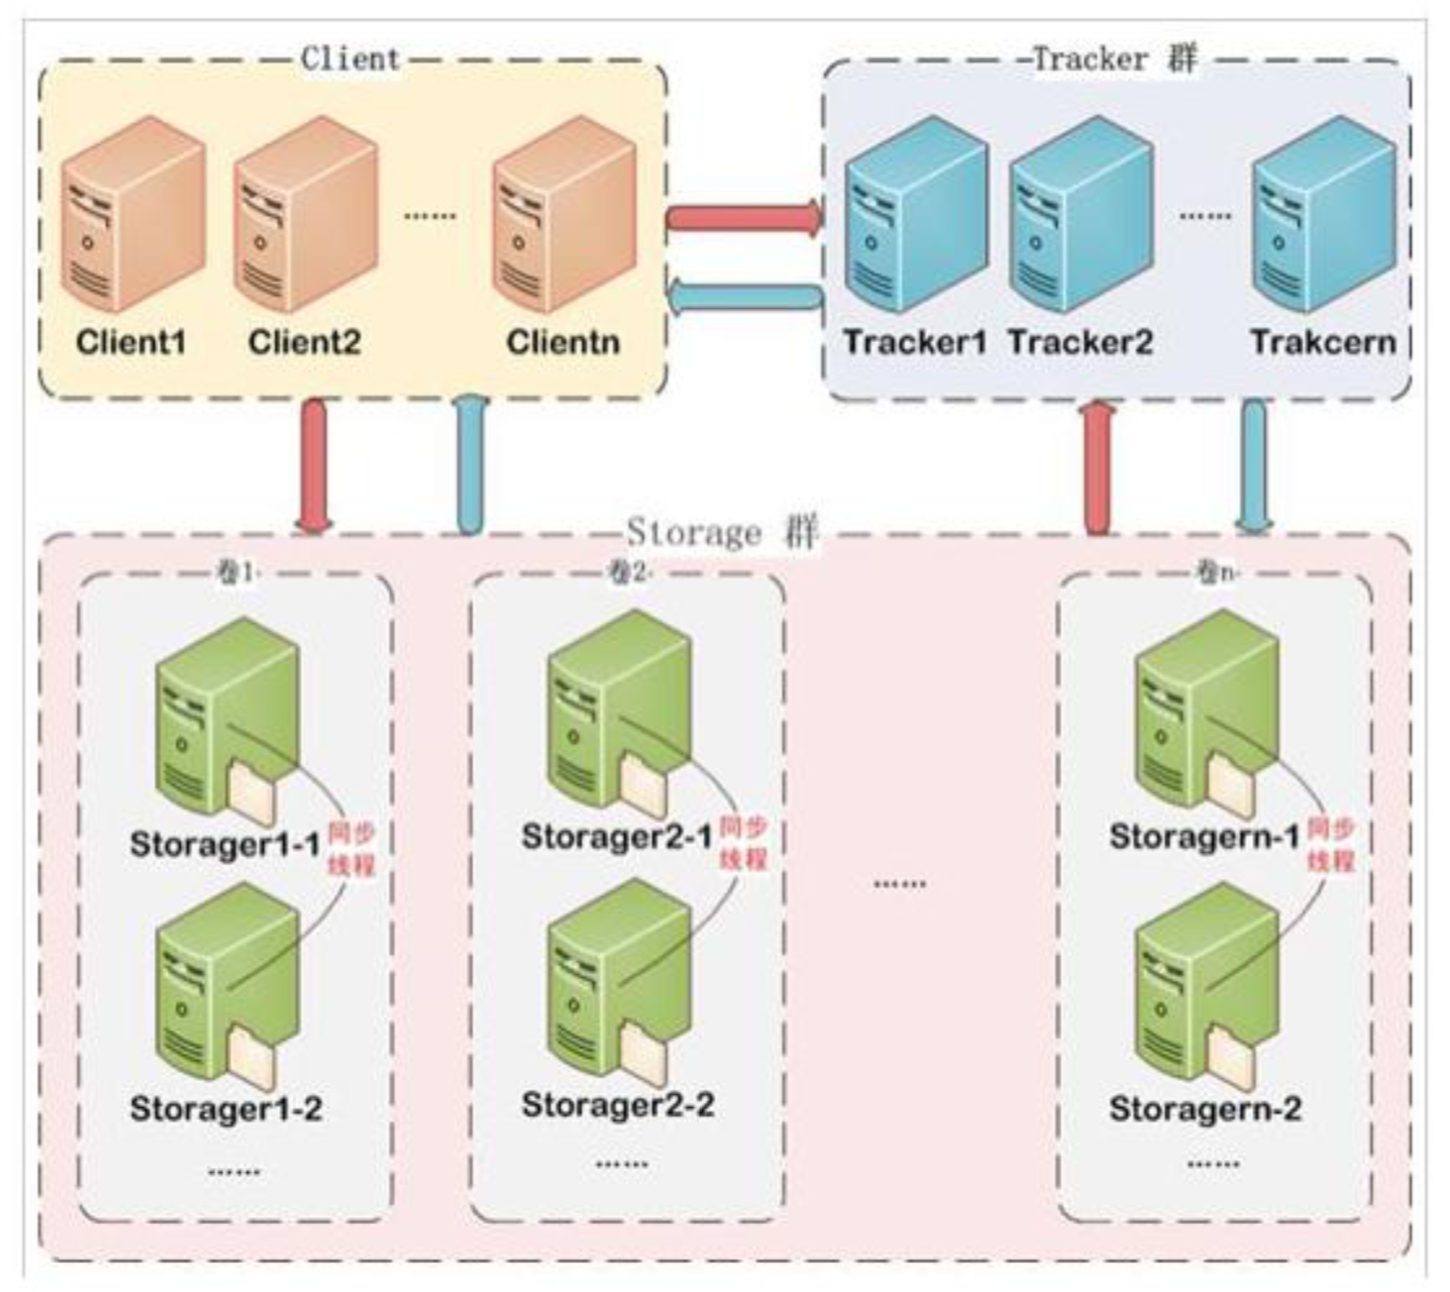 Client
Tracker 群
……
……
Client1
Client2
Clientn
Tracker1
Tracker2
Trakcern
Storage 群
卷1
卷2
卷n
Storager1-1
同步
线程
Storager1-2
……
Storager2-1
同步
线程
Storager2-2
……
……
Storagern-1
同步
线程
Storagern-2
……